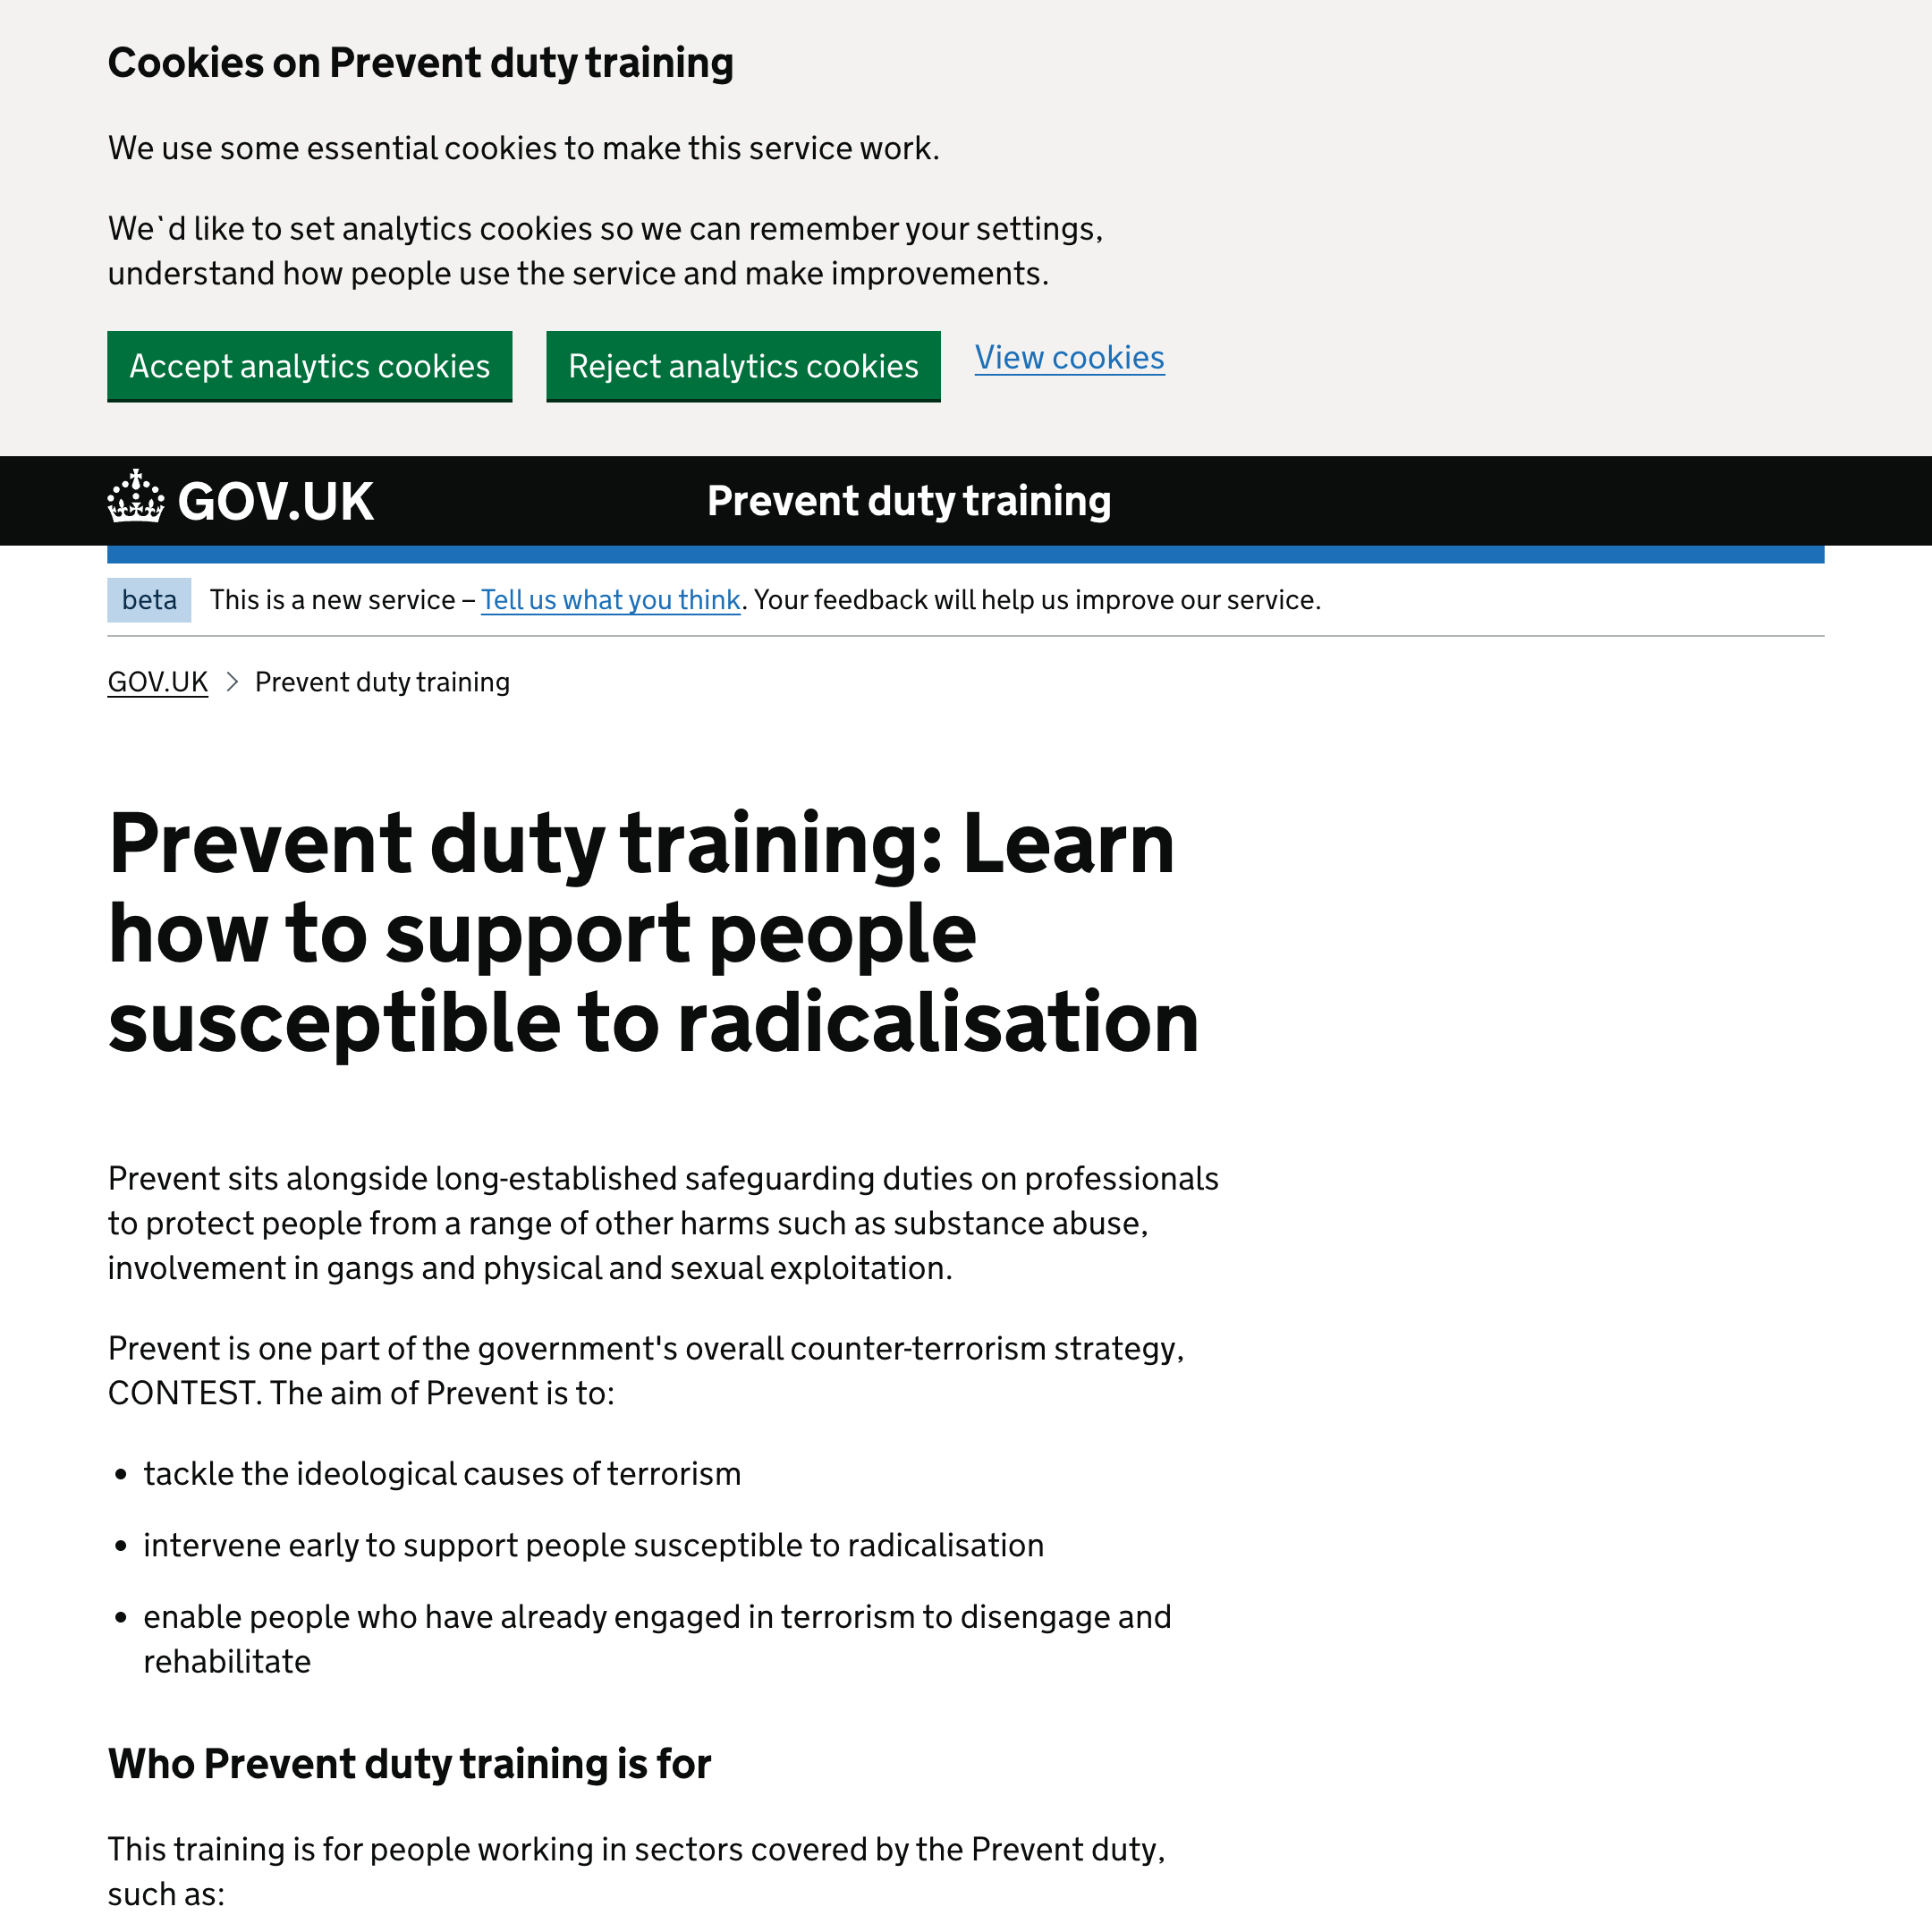 Cookies on Prevent duty training
We use some essential cookies to make this service work.
We`d like to set analytics cookies so we can remember your settings,
understand how people use the service and make improvements.
Accept analytics cookies Reject analytics cookies View cookies
GOV.UK Prevent duty training
beta This is a new service – Tell us what you think. Your feedback will help us improve our service.
GOV.UK > Prevent duty training
Prevent duty training: Learn
how to support people
susceptible to radicalisation
Prevent sits alongside long-established safeguarding duties on professionals
to protect people from a range of other harms such as substance abuse,
involvement in gangs and physical and sexual exploitation.
Prevent is one part of the government's overall counter-terrorism strategy,
CONTEST. The aim of Prevent is to:
• tackle the ideological causes of terrorism
• intervene early to support people susceptible to radicalisation
• enable people who have already engaged in terrorism to disengage and
rehabilitate
Who Prevent duty training is for
This training is for people working in sectors covered by the Prevent duty,
such as: